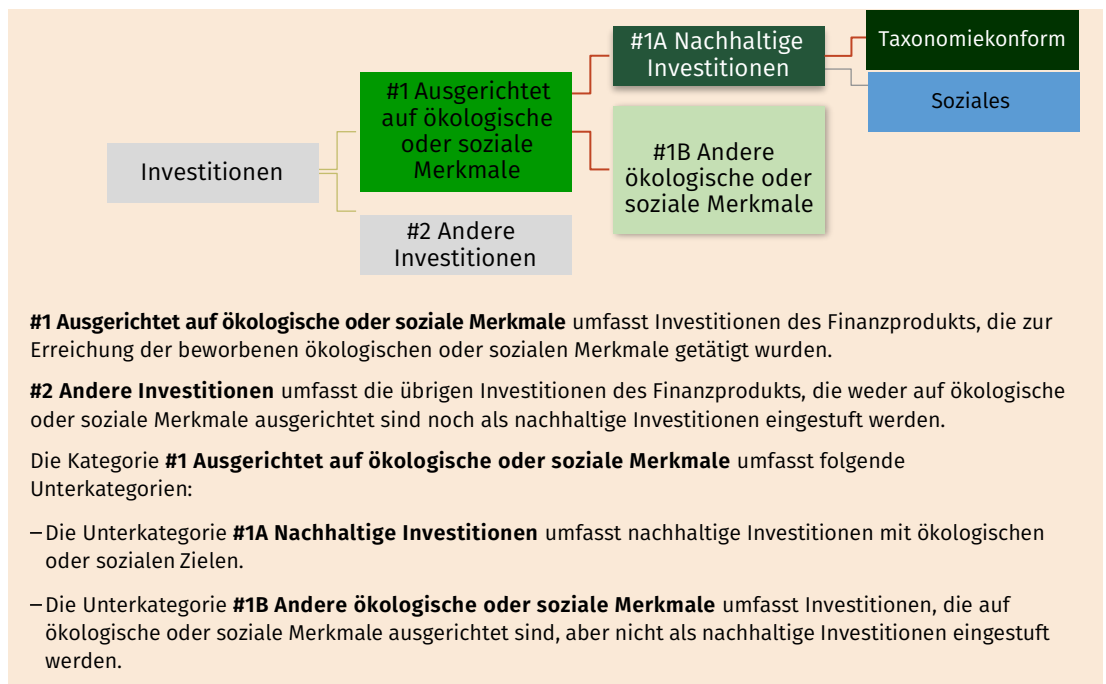 #1A Nachhaltige
Investitionen
Taxonomiekonform
Soziales
#1 Ausgerichtet
auf ökologische
oder soziale
Merkmale
#1B Andere
ökologische oder
soziale Merkmale
Investitionen
#2 Andere
Investitionen
#1 Ausgerichtet auf ökologische oder soziale Merkmale umfasst Investitionen des Finanzprodukts, die zur
Erreichung der beworbenen ökologischen oder sozialen Merkmale getätigt wurden.
#2 Andere Investitionen umfasst die übrigen Investitionen des Finanzprodukts, die weder auf ökologische
oder soziale Merkmale ausgerichtet sind noch als nachhaltige Investitionen eingestuft werden.
Die Kategorie #1 Ausgerichtet auf ökologische oder soziale Merkmale umfasst folgende
Unterkategorien:
– Die Unterkategorie #1A Nachhaltige Investitionen umfasst nachhaltige Investitionen mit ökologischen
oder sozialen Zielen.
– Die Unterkategorie #1B Andere ökologische oder soziale Merkmale umfasst Investitionen, die auf
ökologische oder soziale Merkmale ausgerichtet sind, aber nicht als nachhaltige Investitionen eingestuft
werden.